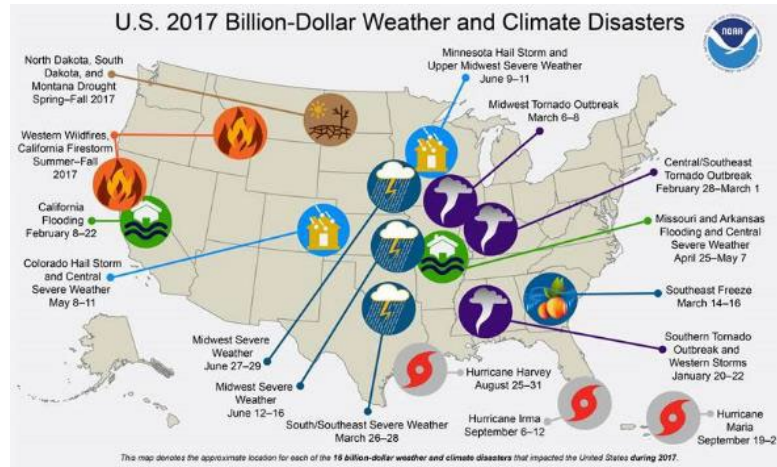 U.S. 2017 Billion-Dollar Weather and Climate Disasters
NOAA
North Dakota, South
Dakota, and
Montana Drought
Spring–Fall 2017
Minnesota Hail Storm and
Upper Midwest Severe Weather
June 9–11
Midwest Tornado Outbreak
March 6–8
Western Wildfires,
California Firestorm
Summer–Fall
2017
Central/Southeast
Tornado Outbreak
February 28–March 1
California
Flooding
February 8–22
Missouri and Arkansas
Flooding and Central
Severe Weather
April 25–May 7
Colorado Hail Storm
and Central
Severe Weather
May 8–11
Southeast Freeze
March 14–16
Midwest Severe
Weather
June 27–29
Southern Tornado
Outbreak and
Western Storms
January 20–22
Midwest Severe
Weather
June 12–16
Hurricane Harvey
August 25–31
South/Southeast Severe Weather
March 26–28
Hurricane Irma
September 6–12
Hurricane
Maria
September 19–2
This map denotes the approximate location for each of the 16 billion-dollar weather and climate disasters that impacted the United States during 2017.